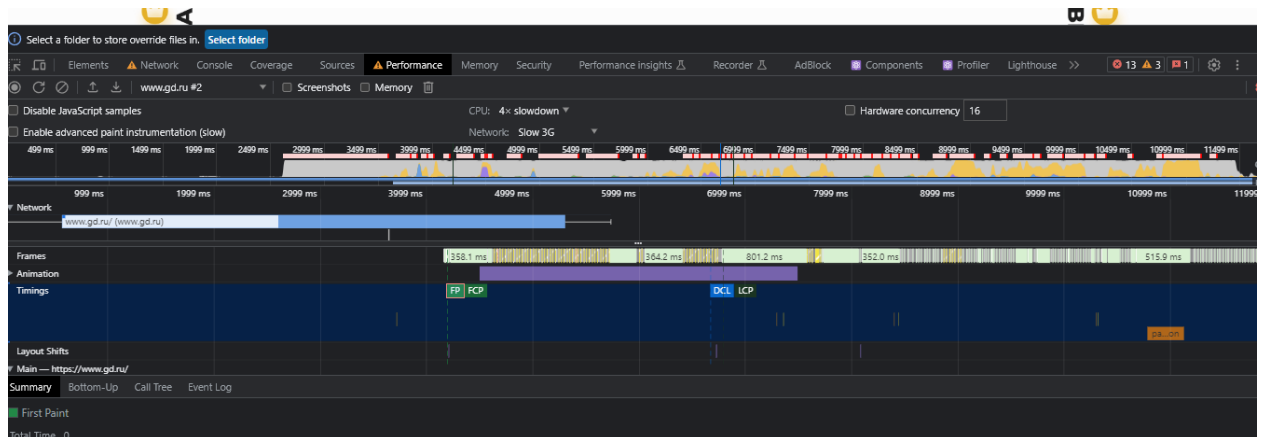 A B
Select a folder to store override files in. Select folder
Elements Network Console Coverage Sources Performance Memory Security Performance insights Recorder AdBlock Components Profiler Lighthouse >> 13 3 1
www.gd.ru #2 Screenshots Memory
Disable JavaScript samples CPU: 4× slowdown Hardware concurrency 16
Enable advanced paint instrumentation (slow) Network: Slow 3G
499 ms 999 ms 1499 ms 1999 ms 2499 ms 2999 ms 3499 ms 3999 ms 4499 ms 4999 ms 5499 ms 5999 ms 6499 ms 6999 ms 7499 ms 7999 ms 8499 ms 8999 ms 9499 ms 9999 ms 10499 ms 10999 ms 11499 ms
999 ms 1999 ms 2999 ms 3999 ms 4999 ms 5999 ms 6999 ms 7999 ms 8999 ms 9999 ms 10999 ms 11999
Network
www.gd.ru/ (www.gd.ru)
Frames 358.1 ms 364.2 ms 801.2 ms 352.0 ms 515.9 ms
Animation
Timings FP FCP DCL LCP
pa...on
Layout Shifts
Main — https://www.gd.ru/
Summary Bottom-Up Call Tree Event Log
First Paint
Total Time 0